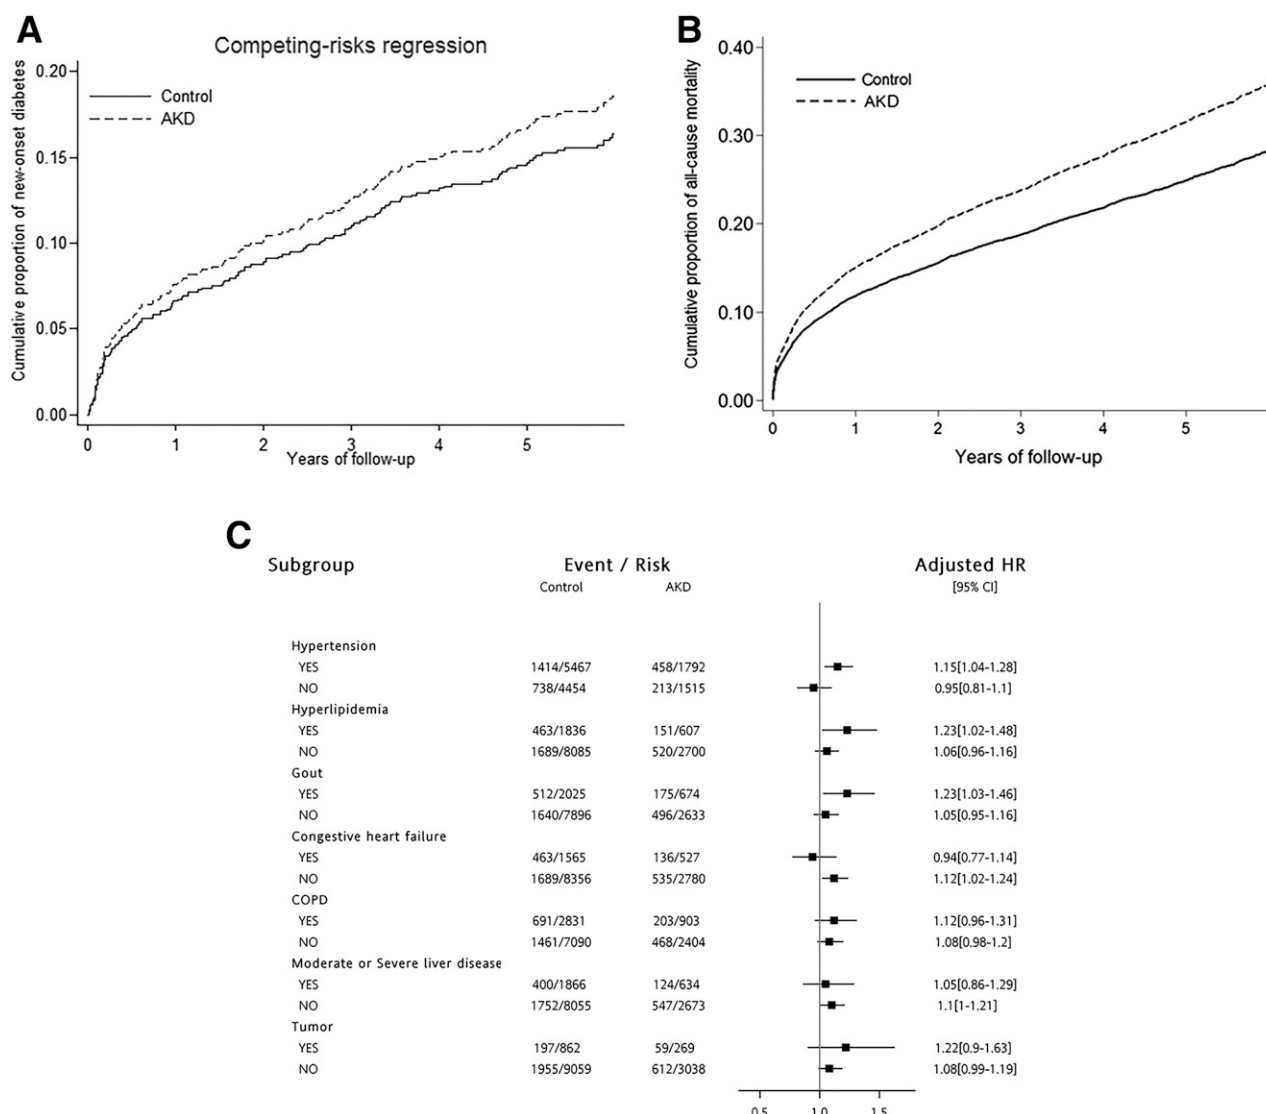 A
Competing-risks regression
Cumulative proportion of new-onset diabetes
0.20
0.15
0.10
0.05
0.00
Control
AKD
0
1
2
3
4
5
Years of follow-up
B
Cumulative proportion of all-cause mortality
0.40
0.30
0.20
0.10
0.00
Control
AKD
0
1
2
3
4
5
Years of follow-up
C
Subgroup Event / Risk Adjusted HR
Control AKD [95% CI]
Hypertension
YES 1414/5467 458/1792 1.15[1.04-1.28]
NO 738/4454 213/1515 0.95[0.81-1.1]
Hyperlipidemia
YES 463/1836 151/607 1.23[1.02-1.48]
NO 1689/8085 520/2700 1.06[0.96-1.16]
Gout
YES 512/2025 175/674 1.23[1.03-1.46]
NO 1640/7896 496/2633 1.05[0.95-1.16]
Congestive heart failure
YES 463/1565 136/527 0.94[0.77-1.14]
NO 1689/8356 535/2780 1.12[1.02-1.24]
COPD
YES 691/2831 203/903 1.12[0.96-1.31]
NO 1461/7090 468/2404 1.08[0.98-1.2]
Moderate or Severe liver disease
YES 400/1866 124/634 1.05[0.86-1.29]
NO 1752/8055 547/2673 1.1[1-1.21]
Tumor
YES 197/862 59/269 1.22[0.9-1.63]
NO 1955/9059 612/3038 1.08[0.99-1.19]
0.5 1.0 1.5